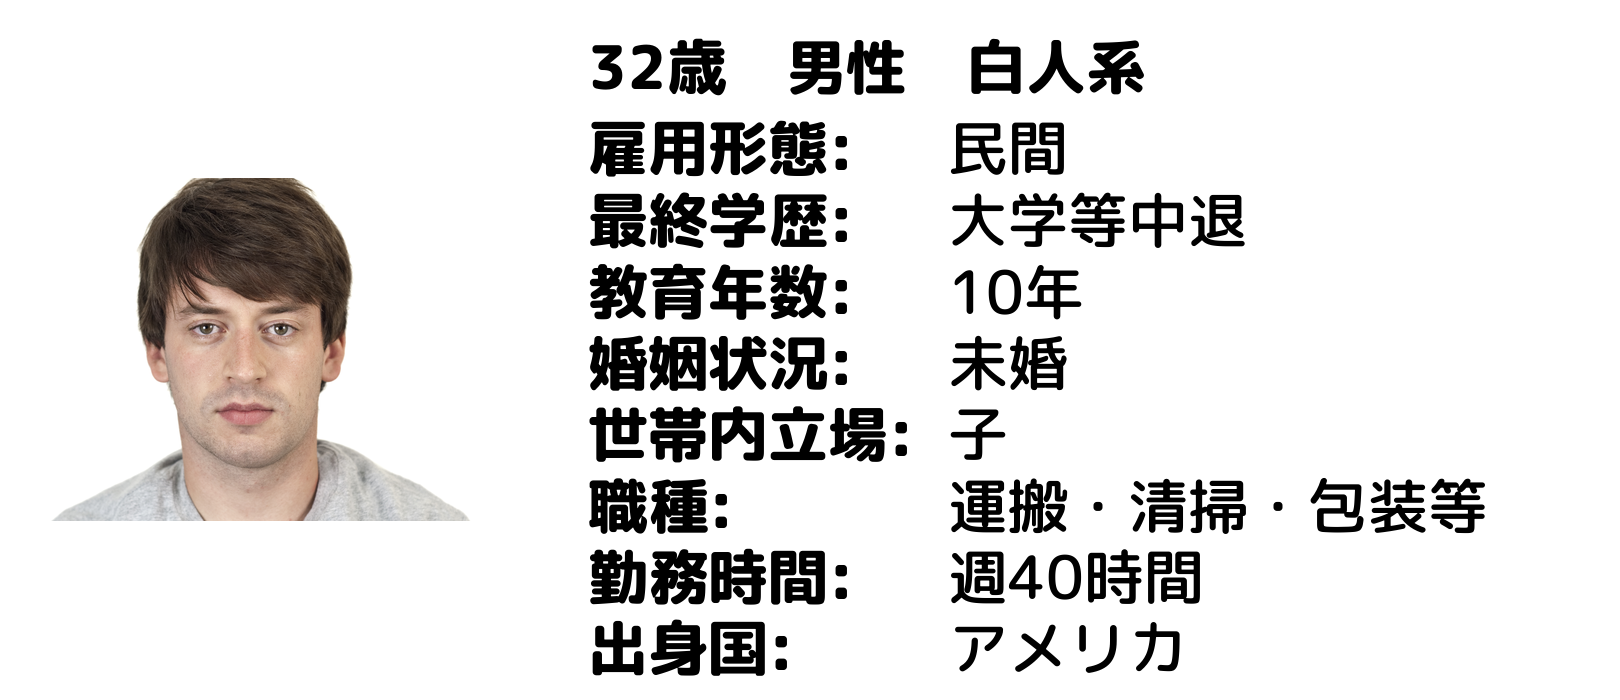 32歳　男性　白人系
雇用形態:　民間
最終学歴:　大学等中退
教育年数:　10年
婚姻状況:　未婚
世帯内立場:　子
職種:　運搬・清掃・包装等
勤務時間:　週40時間
出身国:　アメリカ